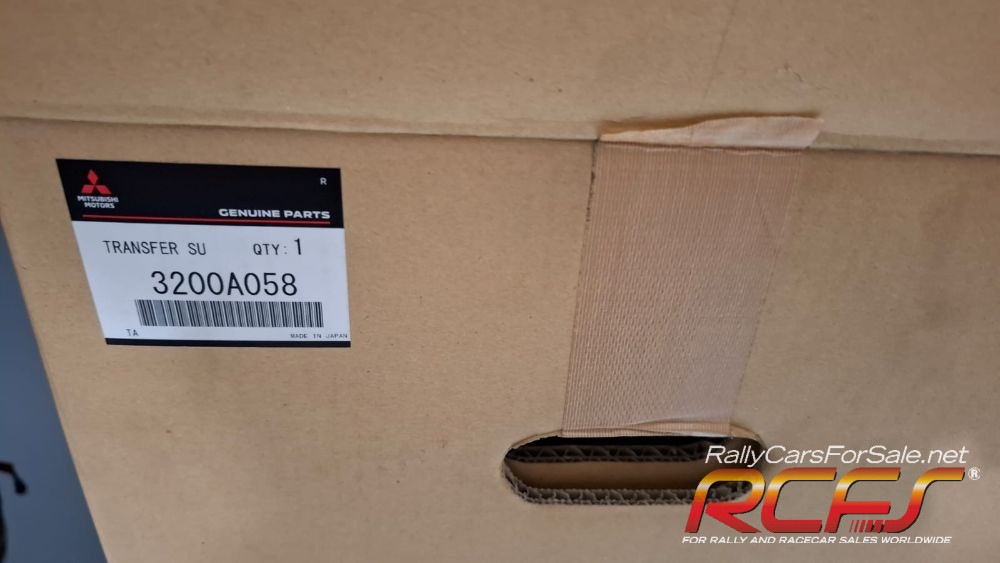 MITSUBISHI
MOTORS
R
GENUINE PARTS
TRANSFER SU QTY: 1
3200A058
TA
MADE IN JAPAN
RallyCarsForSale.net
RCFS®
FOR RALLY AND RACECAR SALES WORLDWIDE